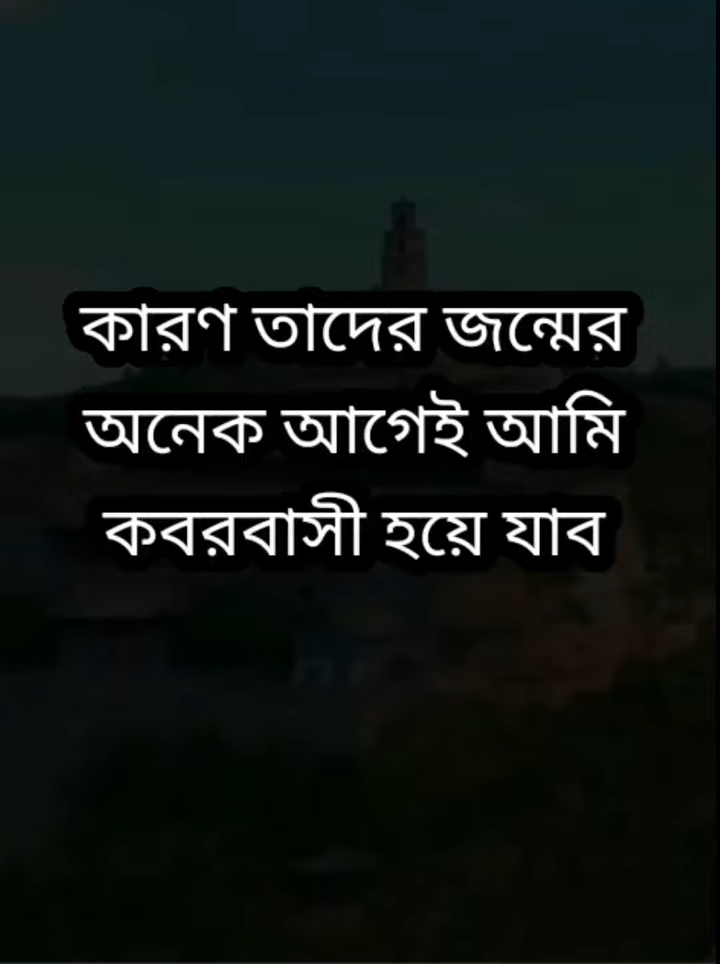 কারণ তাদের জন্মের
অনেক আগেই আমি
কবরবাসী হয়ে যাব